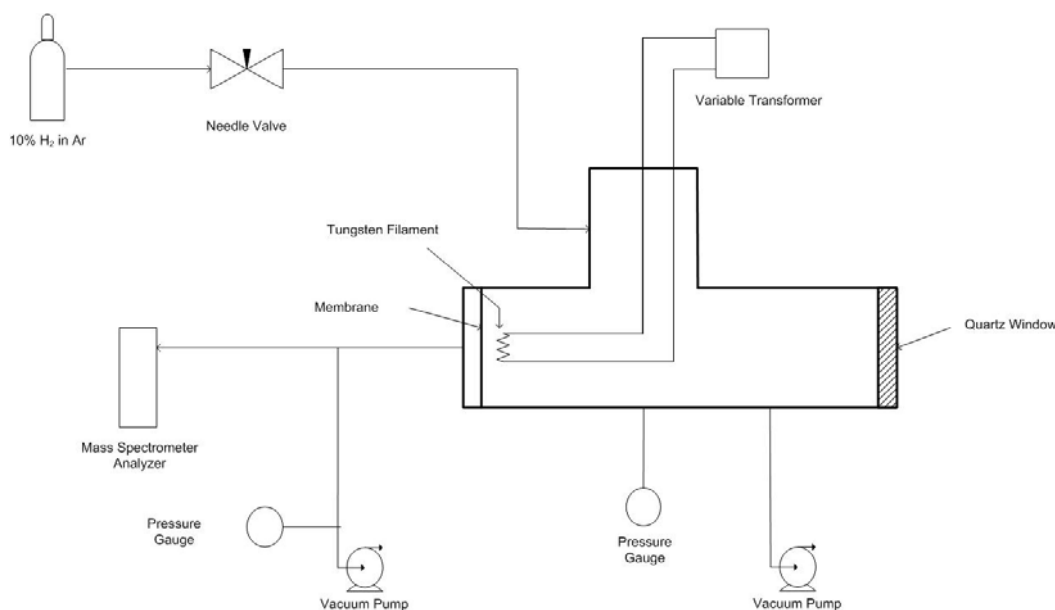 Variable Transformer
Needle Valve
10% H₂ in Ar
Tungsten Filament
Membrane
Quartz Window
Mass Spectrometer
Analyzer
Pressure
Gauge
Pressure
Gauge
Vacuum Pump
Vacuum Pump